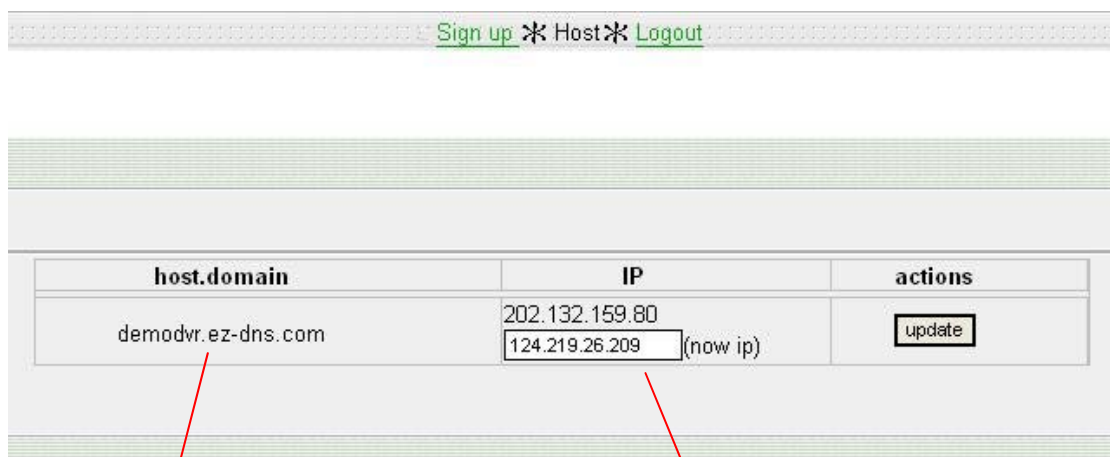 Sign up * Host * Logout
host.domain IP actions
demodvr.ez-dns.com 202.132.159.80 update
124.219.26.209 (now ip)